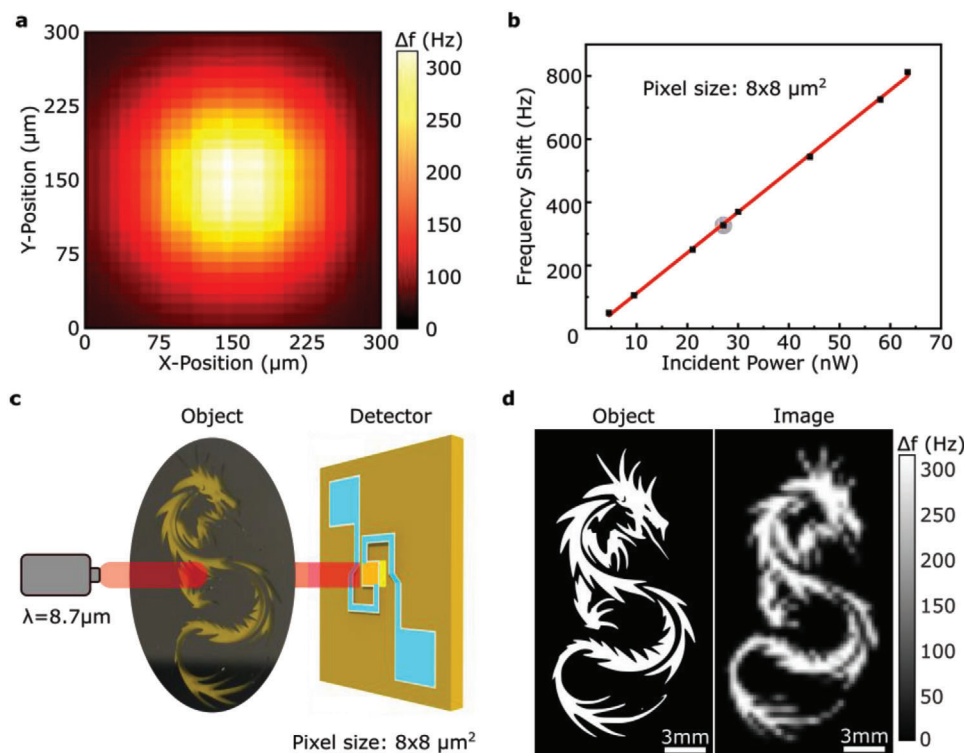 a
300
225
150
75
0
Y-Position (µm)
0 75 150 225 300
X-Position (µm)
Δf (Hz)
300
250
200
150
100
0
b
800
600
400
200
0
Frequency Shift (Hz)
Pixel size: 8x8 µm²
0 10 20 30 40 50 60 70
Incident Power (nW)
c
Object Detector
λ=8.7µm
Pixel size: 8x8 µm²
d
Object Image
3mm 3mm
Δf (Hz)
300
250
200
150
100
50
0